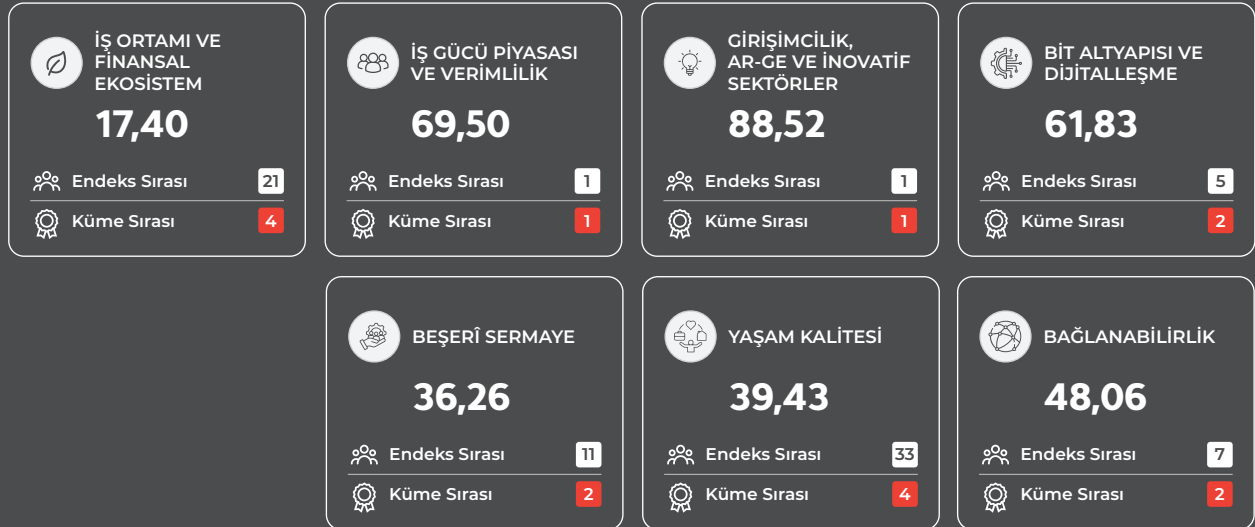 İŞ ORTAMI VE
FİNANSAL
EKOSİSTEM
17,40
Endeks Sırası 21
Küme Sırası 4
İŞ GÜCÜ PİYASASI
VE VERİMLİLİK
69,50
Endeks Sırası 1
Küme Sırası 1
GİRİŞİMCİLİK,
AR-GE VE İNOVATİF
SEKTÖRLER
88,52
Endeks Sırası 1
Küme Sırası 1
BİT ALTYAPISI VE
DİJİTALLEŞME
61,83
Endeks Sırası 5
Küme Sırası 2
BEŞERÎ SERMAYE
36,26
Endeks Sırası 11
Küme Sırası 2
YAŞAM KALİTESİ
39,43
Endeks Sırası 33
Küme Sırası 4
BAĞLANABİLİRLİK
48,06
Endeks Sırası 7
Küme Sırası 2